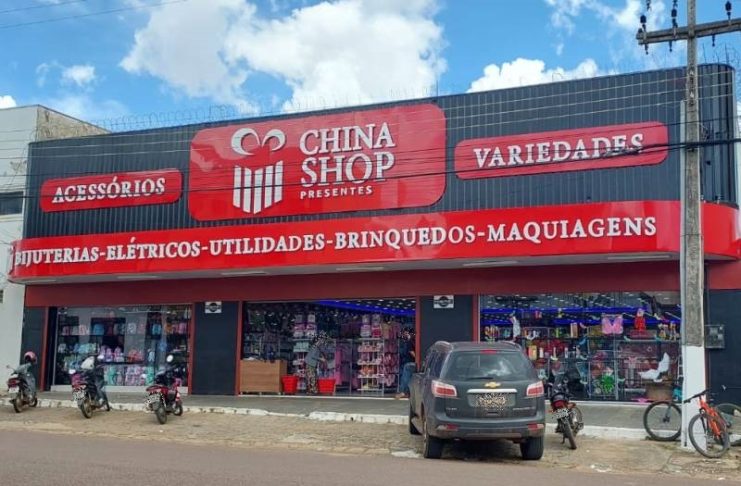 ACESSÓRIOS
CHINA
SHOP
PRESENTES
VARIEDADES
BIJUTERIAS-ELÉTRICOS-UTILIDADES-BRINQUEDOS-MAQUIAGENS